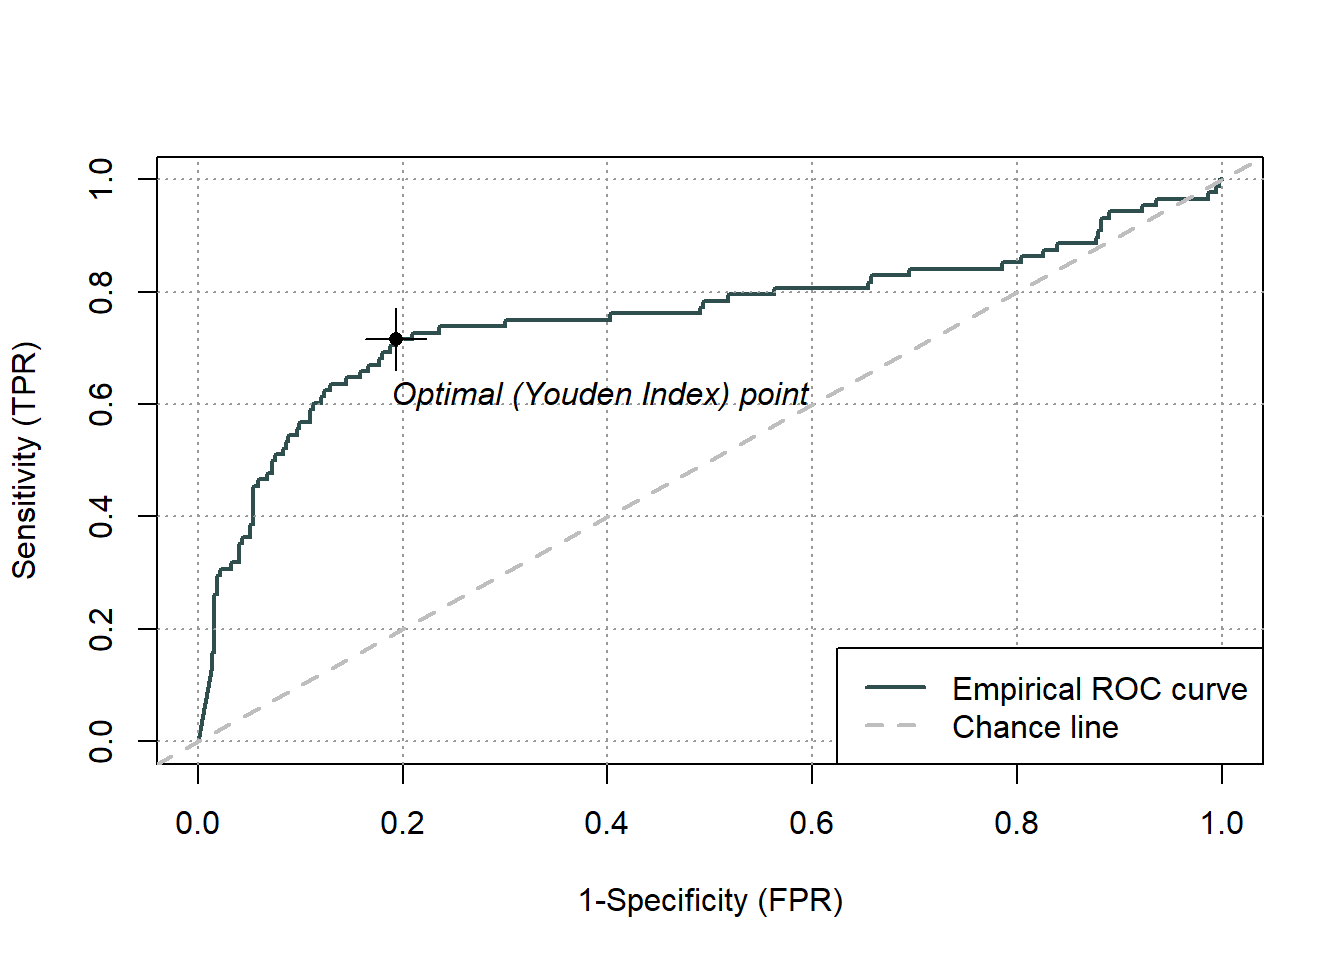 1.0
0.8
0.6
0.4
0.2
0.0
Sensitivity (TPR)
Optimal (Youden Index) point
Empirical ROC curve
Chance line
0.0 0.2 0.4 0.6 0.8 1.0
1-Specificity (FPR)